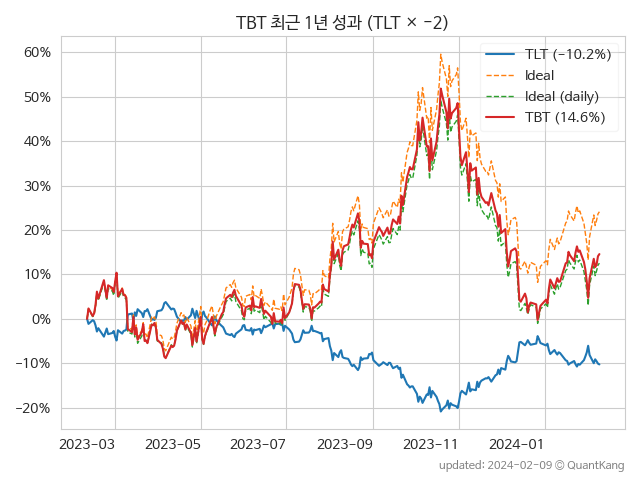 TBT 최근 1년 성과 (TLT × −2)
60%
50%
40%
30%
20%
10%
0%
−10%
−20%
TLT (−10.2%)
Ideal
Ideal (daily)
TBT (14.6%)
2023-03 2023-05 2023-07 2023-09 2023-11 2024-01
updated: 2024-02-09 © QuantKang